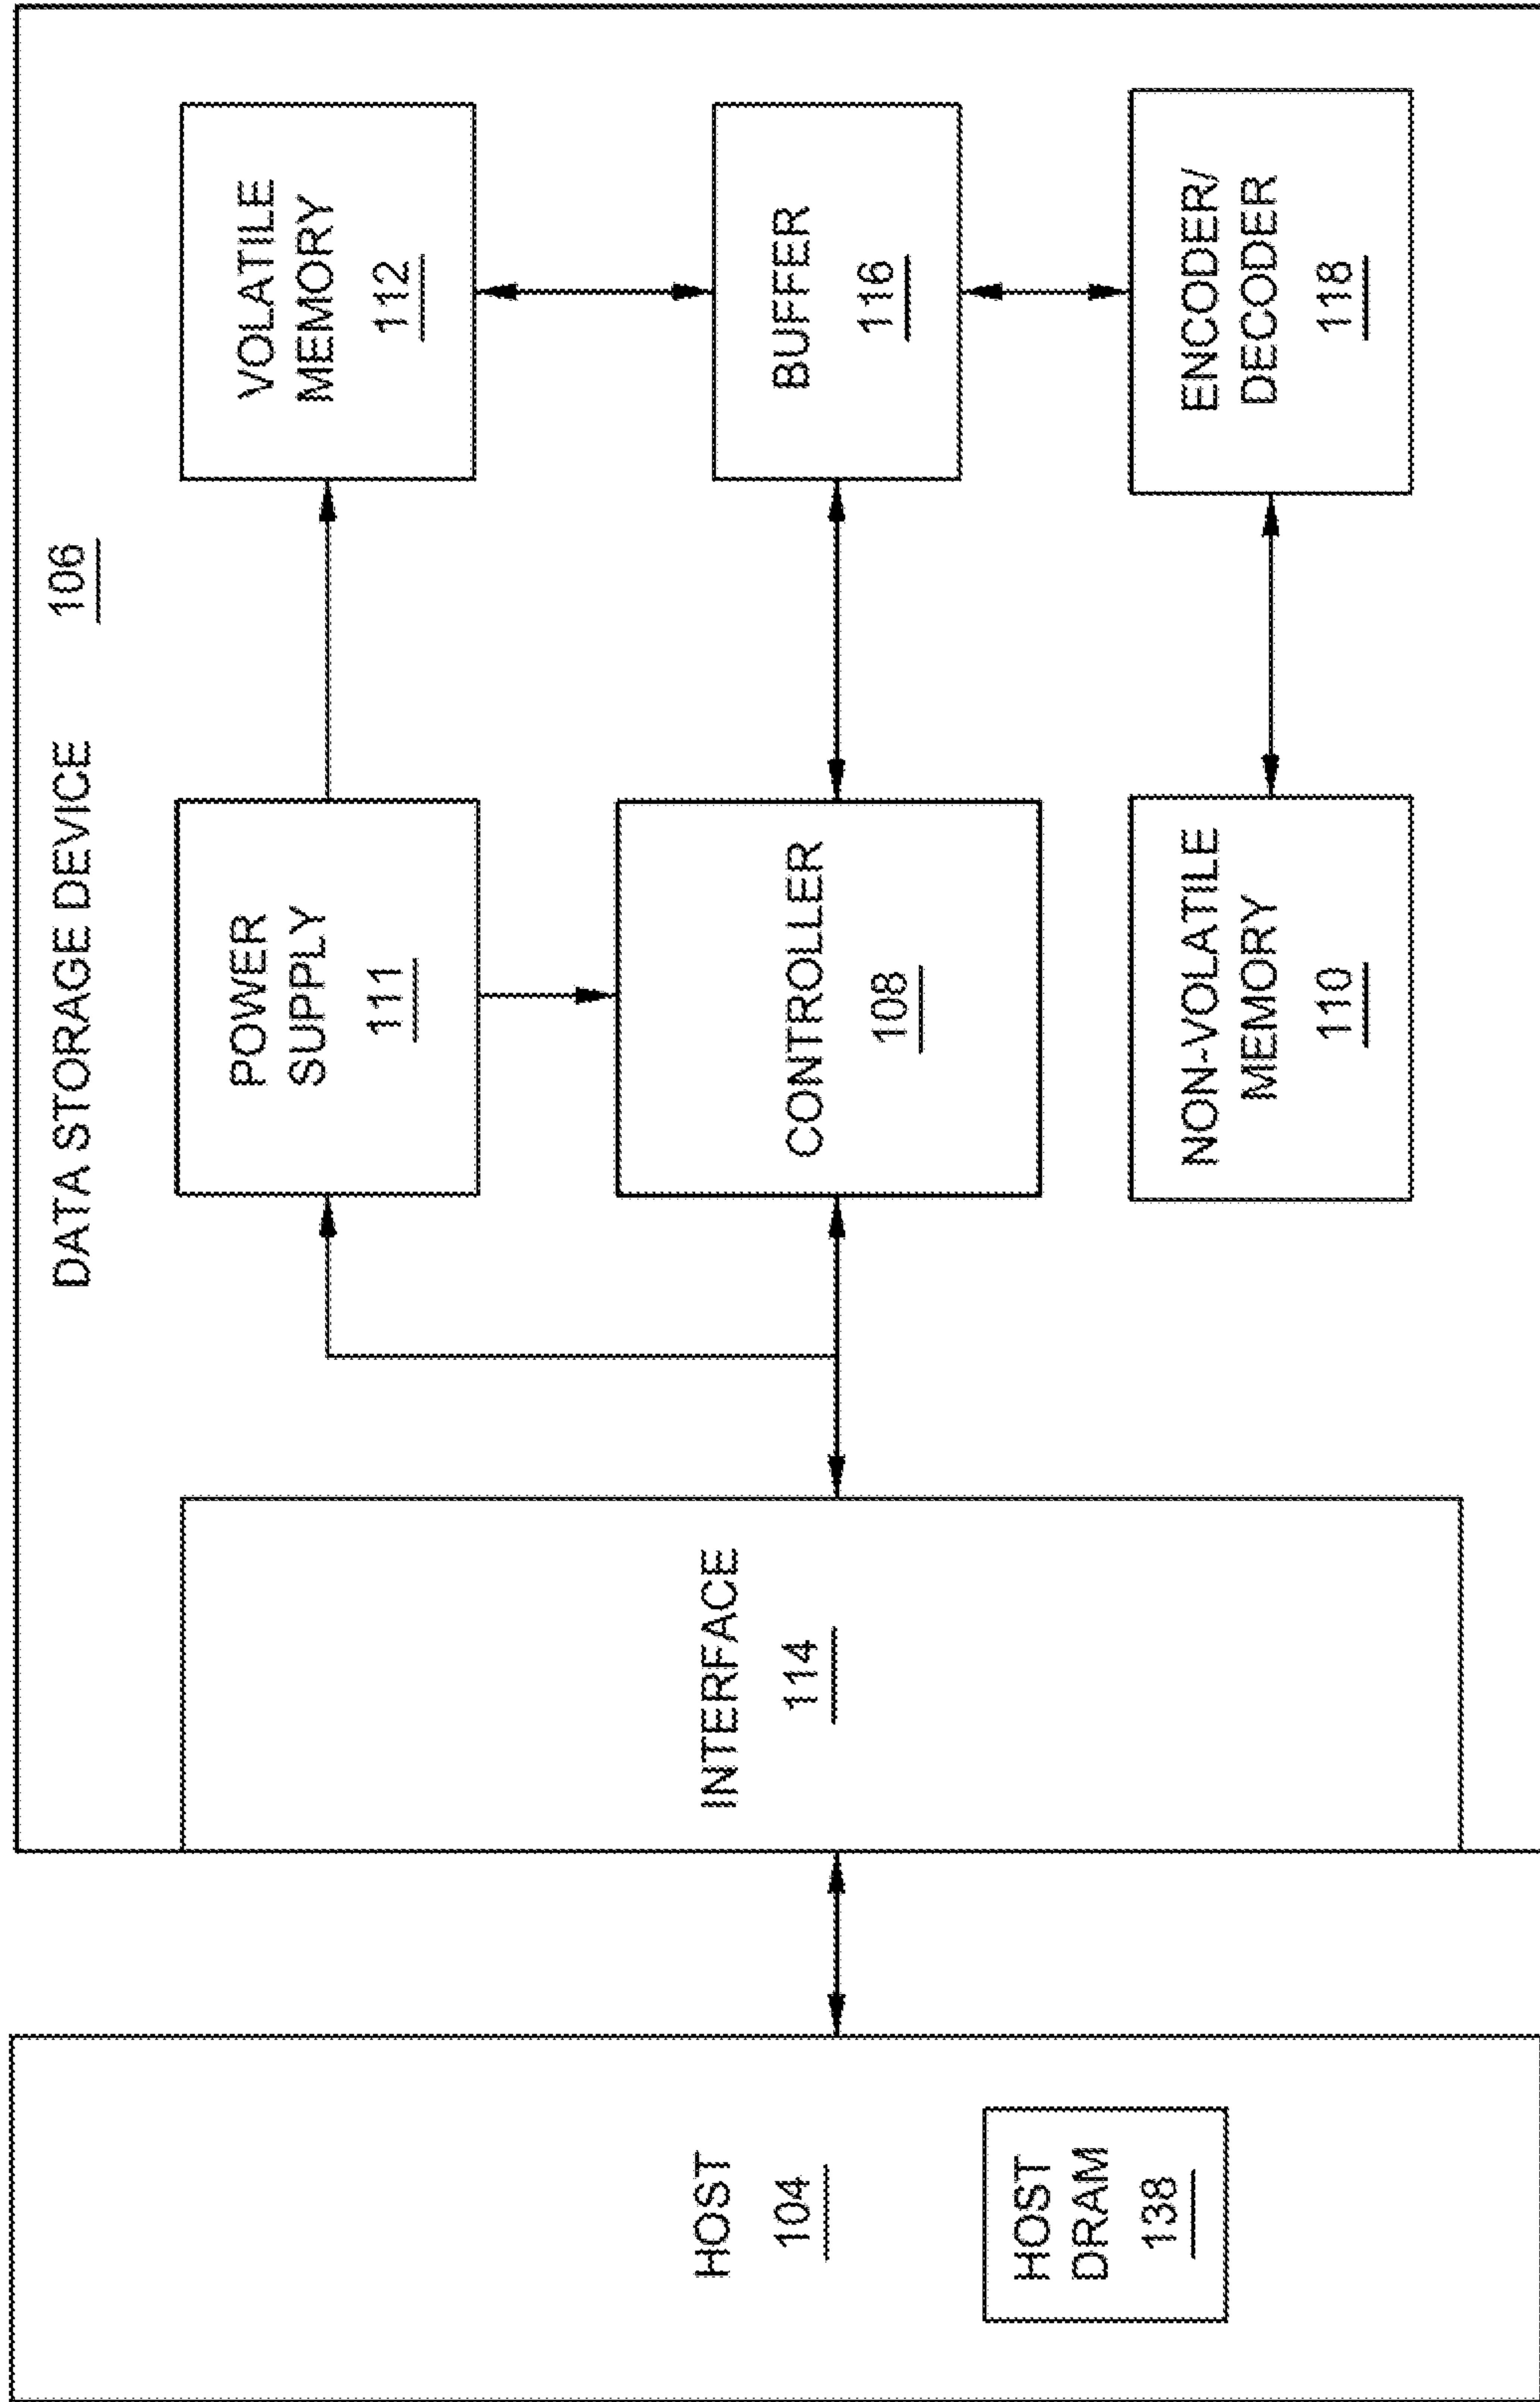 DATA STORAGE DEVICE 106
HOST
104
HOST
DRAM
138
INTERFACE
114
POWER
SUPPLY
111
VOLATILE
MEMORY
112
CONTROLLER
108
BUFFER
116
NON-VOLATILE
MEMORY
110
ENCODER/
DECODER
118